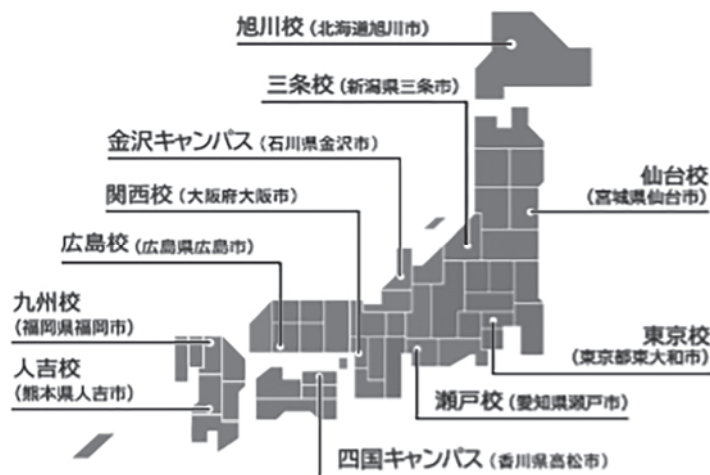 旭川校（北海道旭川市）
三条校（新潟県三条市）
金沢キャンパス（石川県金沢市）
関西校（大阪府大阪市）
広島校（広島県広島市）
九州校
（福岡県福岡市）
人吉校
（熊本県人吉市）
仙台校
（宮城県仙台市）
東京校
（東京都東大和市）
瀬戸校（愛知県瀬戸市）
四国キャンパス（香川県高松市）